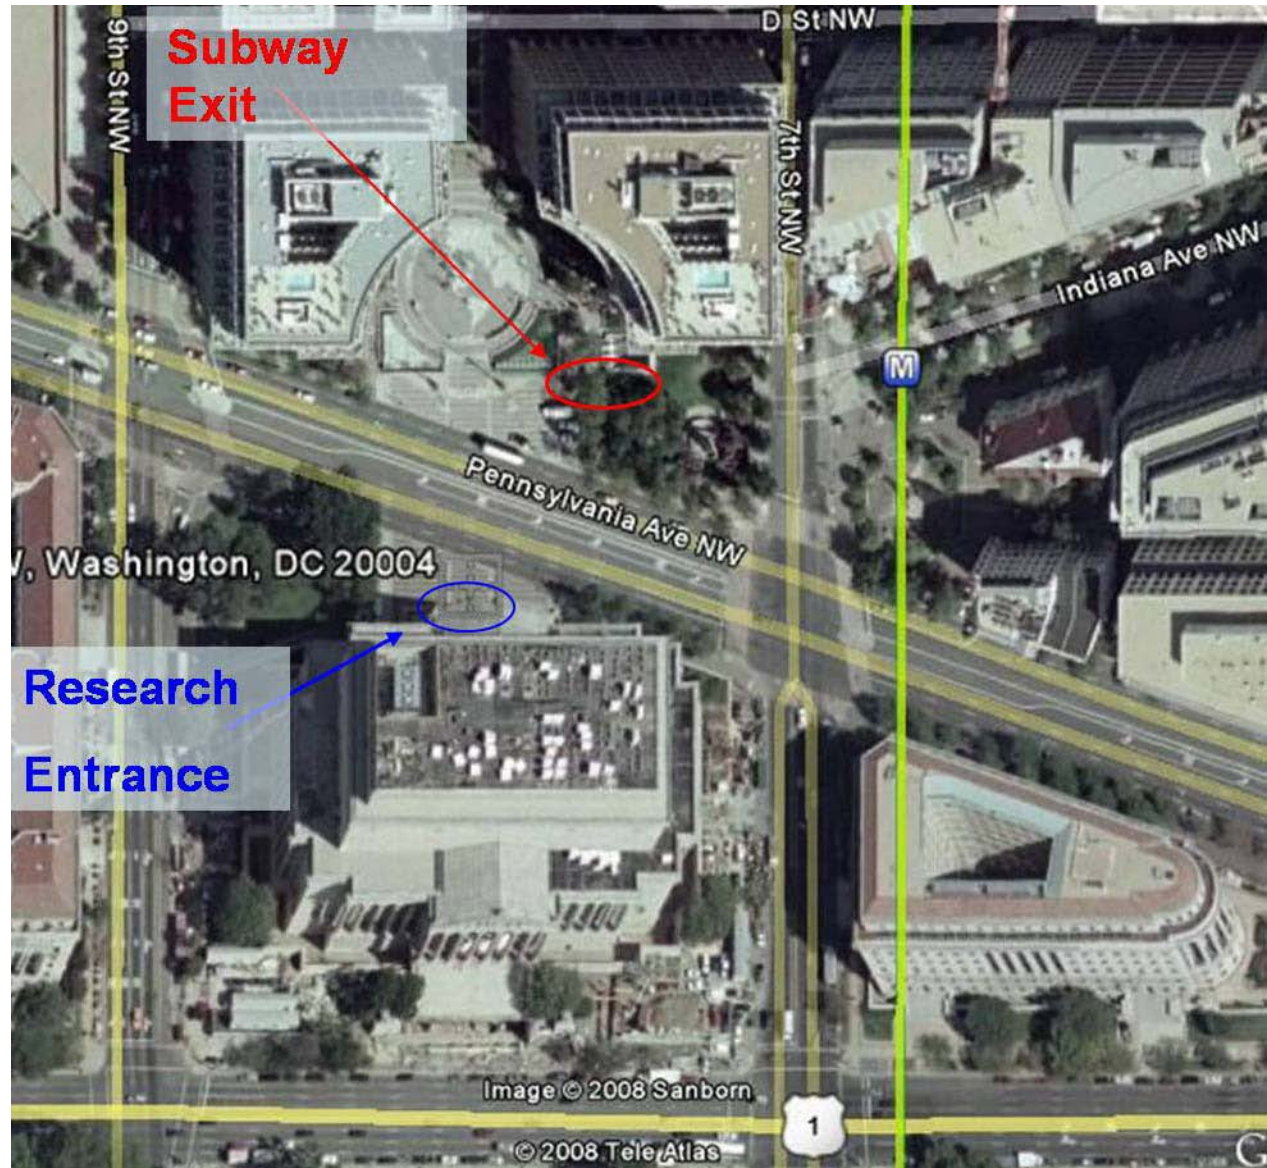 D St NW
Subway
Exit
9th St NW
7th St NW
Indiana Ave NW
M
Pennsylvania Ave NW
, Washington, DC 20004
Research
Entrance
Image © 2008 Sanborn
1
© 2008 Tele Atlas
G